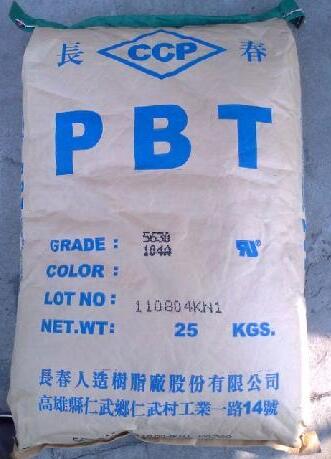 長 CCP 春
PBT
GRADE: 5630
104A
COLOR:
LOT NO: 110804KN1
NET.WT: 25 KGS.
長春人造樹脂廠股份有限公司
高雄縣仁武鄉仁武村工業一路14號